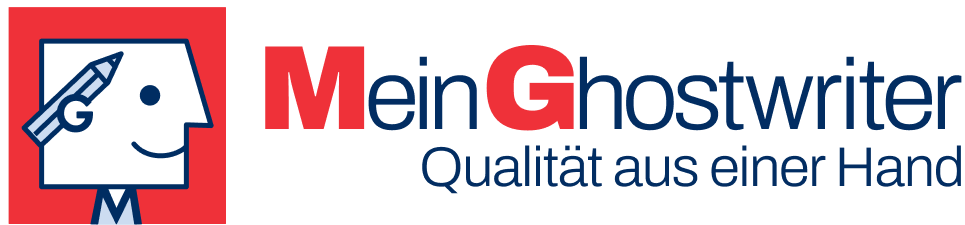 G
MeinGhostwriter
Qualität aus einer Hand